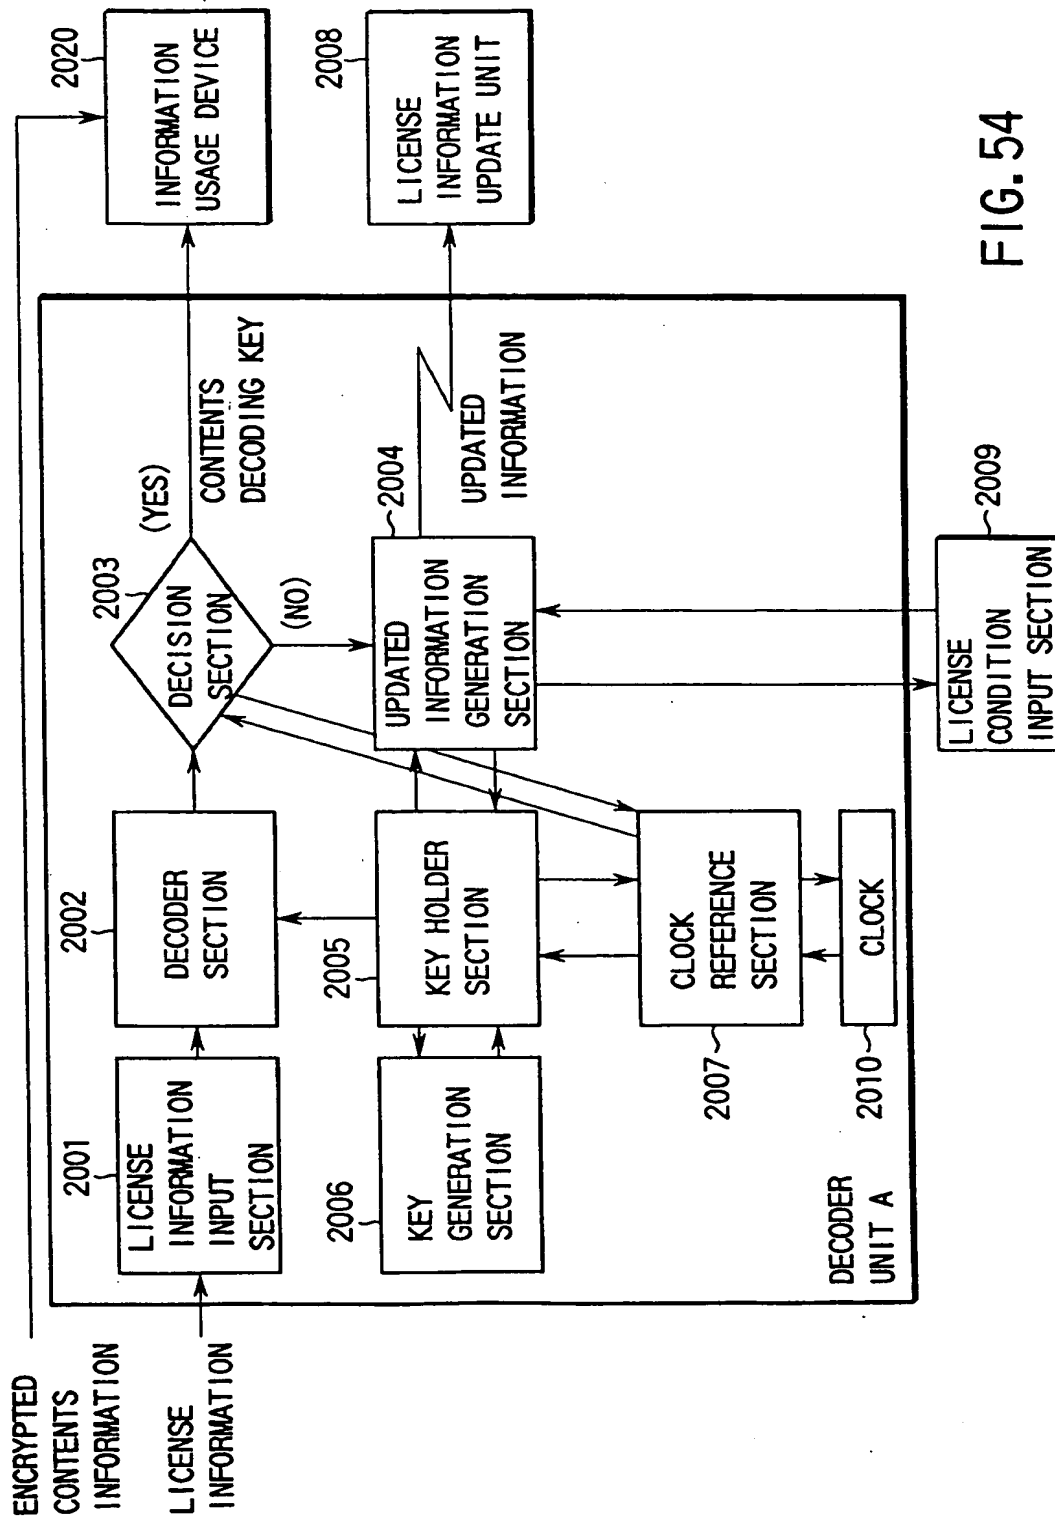 ENCRYPTED
CONTENTS
INFORMATION
LICENSE
INFORMATION
2001
LICENSE
INFORMATION
INPUT
SECTION
2002
DECODER
SECTION
2003
DECISION
SECTION
(YES)
(NO)
CONTENTS
DECODING KEY
2020
INFORMATION
USAGE DEVICE
2006
KEY
GENERATION
SECTION
2005
KEY HOLDER
SECTION
2004
UPDATED
INFORMATION
GENERATION
SECTION
UPDATED
INFORMATION
2008
LICENSE
INFORMATION
UPDATE UNIT
2007
CLOCK
REFERENCE
SECTION
2010
CLOCK
DECODER
UNIT A
2009
LICENSE
CONDITION
INPUT SECTION
FIG. 54